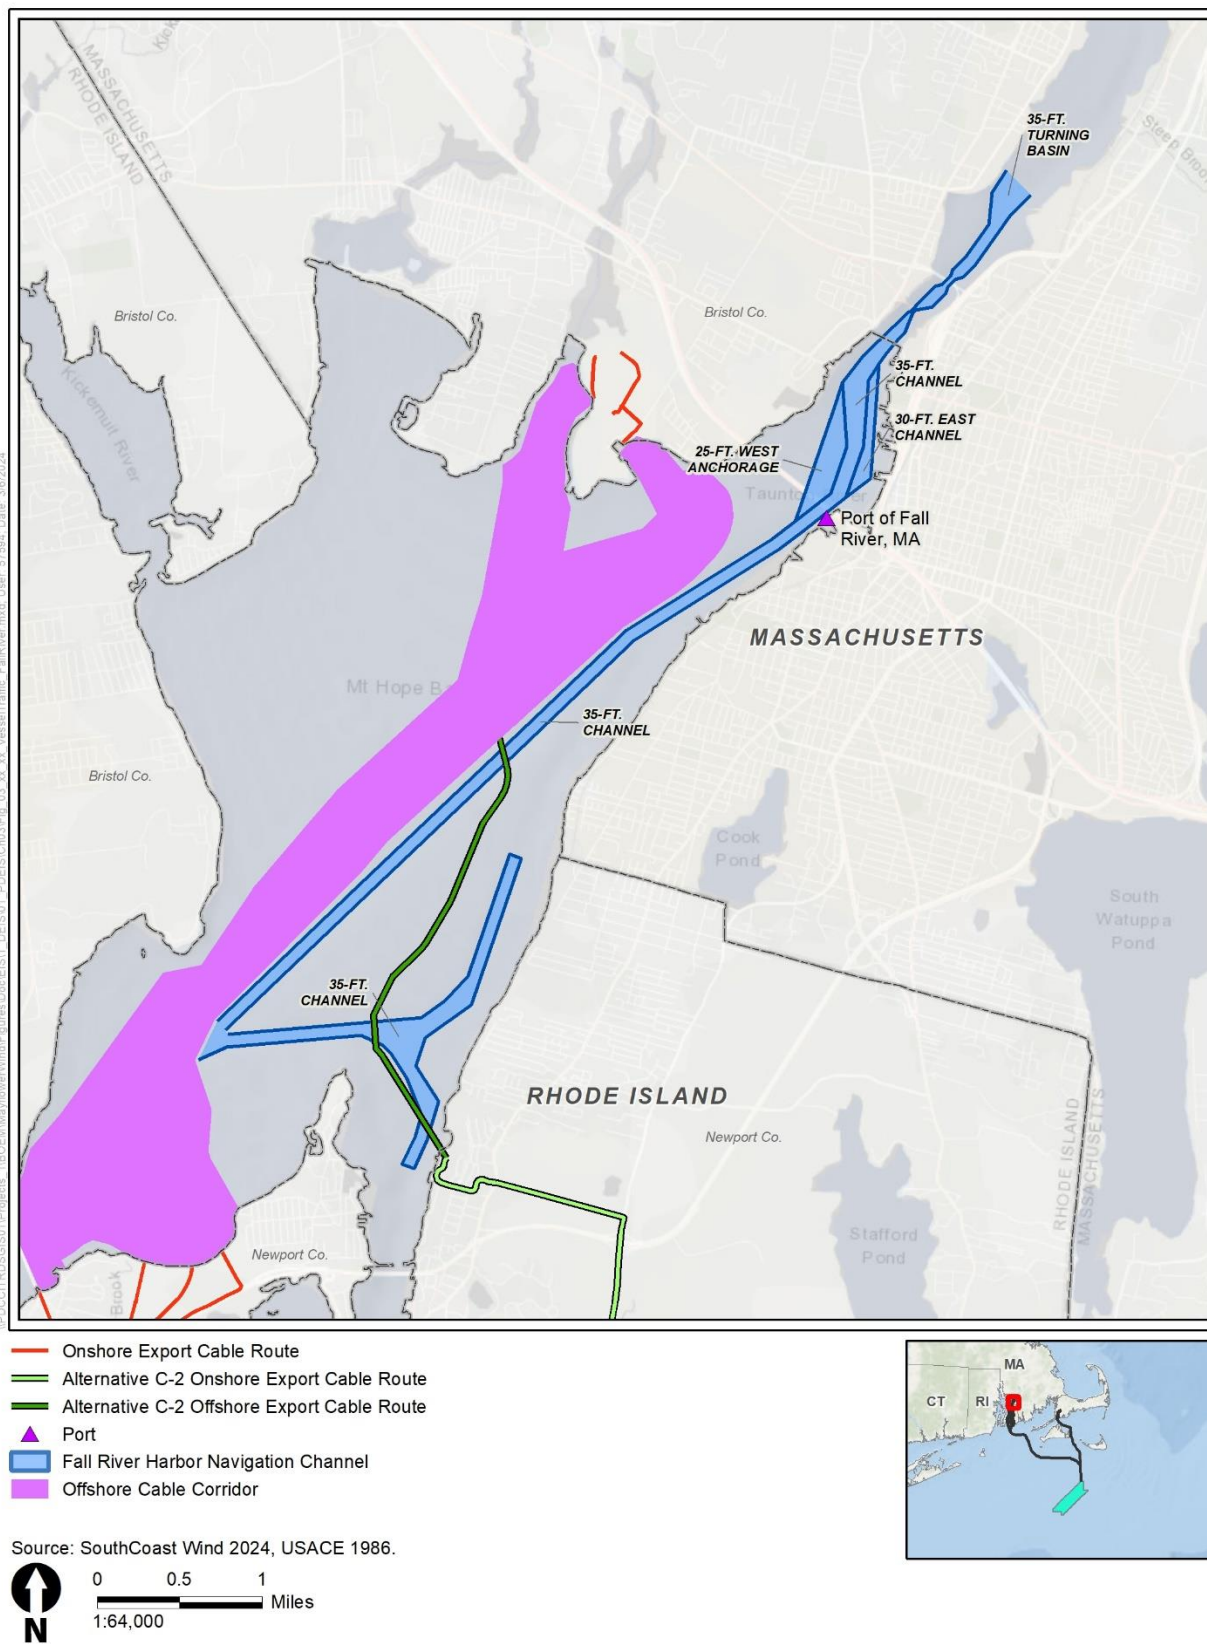 MASSACHUSETTS
RHODE ISLAND
35-FT.
TURNING
BASIN
Bristol Co.
Bristol Co.
Kickemuit River
35-FT.
CHANNEL
30-FT. EAST
CHANNEL
25-FT. WEST
ANCHORAGE
Port of Fall
River, MA
MASSACHUSETTS
Mt Hope
35-FT.
CHANNEL
Bristol Co.
Cook
Pond
South
Watuppa
Pond
35-FT.
CHANNEL
RHODE ISLAND
Newport Co.
RHODE ISLAND
MASSACHUSETTS
Stafford
Pond
Newport Co.
Brook
Onshore Export Cable Route
Alternative C-2 Onshore Export Cable Route
Alternative C-2 Offshore Export Cable Route
Port
Fall River Harbor Navigation Channel
Offshore Cable Corridor
MA
CT
RI
Source: SouthCoast Wind 2024, USACE 1986.
0 0.5 1
Miles
1:64,000
N